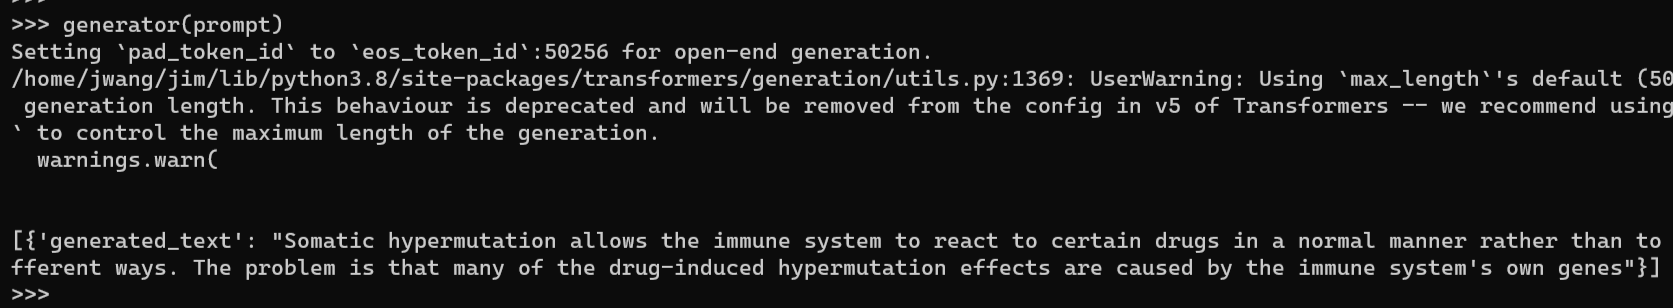 >>>
>>> generator(prompt)
Setting `pad_token_id` to `eos_token_id`:50256 for open-end generation.
/home/jwang/jim/lib/python3.8/site-packages/transformers/generation/utils.py:1369: UserWarning: Using `max_length`'s default (50
generation length. This behaviour is deprecated and will be removed from the config in v5 of Transformers -- we recommend using
` to control the maximum length of the generation.
warnings.warn(
[{'generated_text': "Somatic hypermutation allows the immune system to react to certain drugs in a normal manner rather than to
fferent ways. The problem is that many of the drug-induced hypermutation effects are caused by the immune system's own genes"}]
>>>